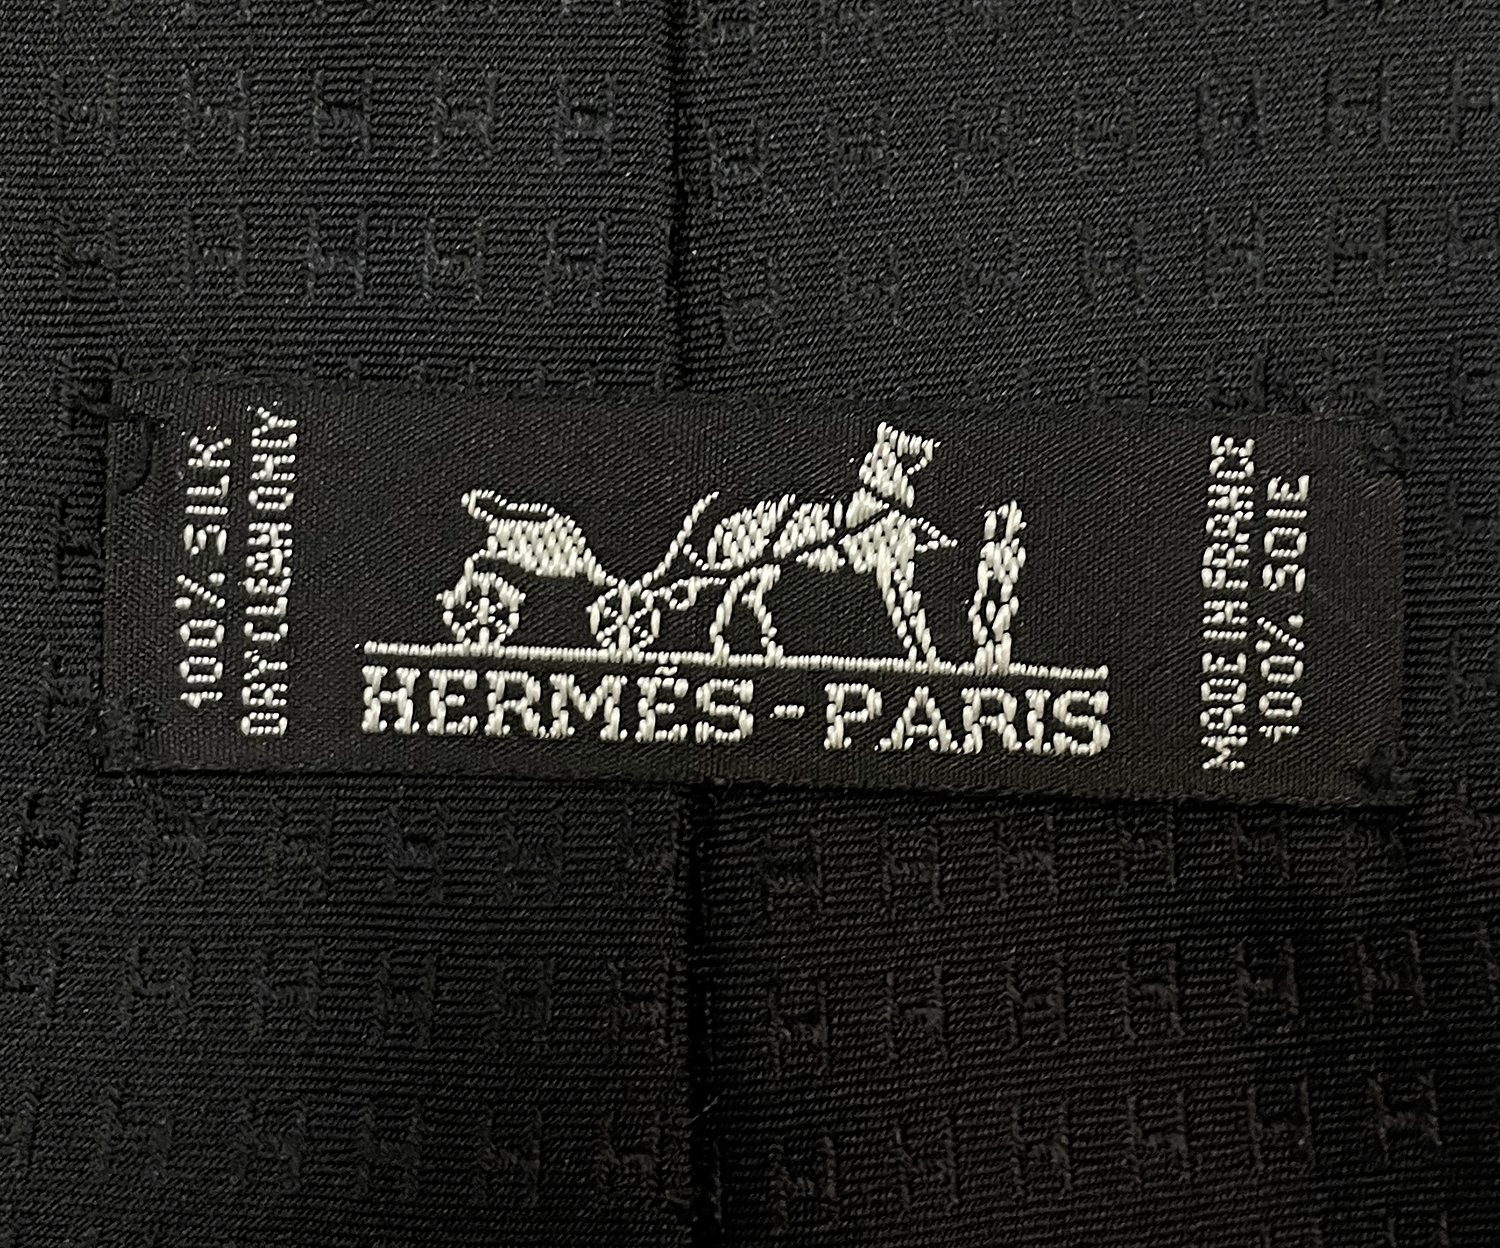 100% SILK
DRY CLEAN ONLY
HERMÈS-PARIS
MADE IN FRANCE
100% SOIE